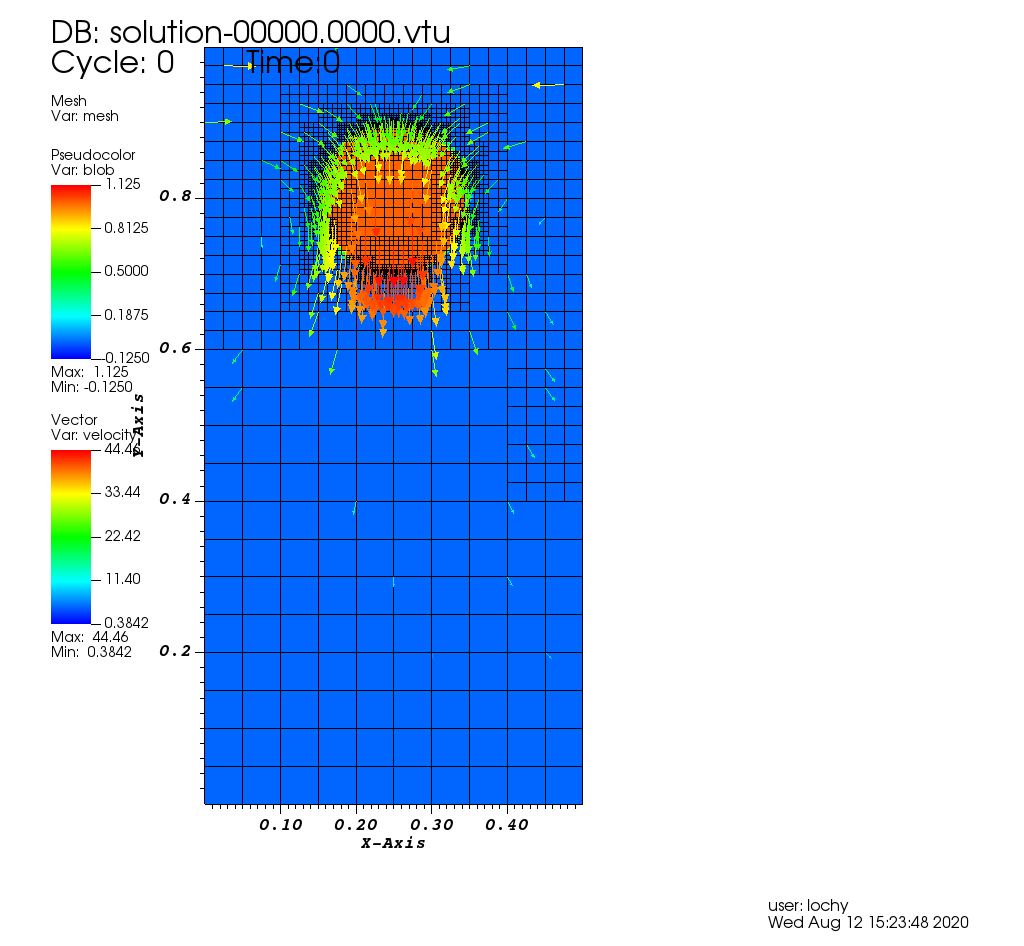 DB: solution-00000.0000.vtu
Cycle: 0 Time:0
Mesh
Var: mesh
Pseudocolor
Var: blob
1.125
0.8125
0.5000
0.1875
-0.1250
Max: 1.125
Min: -0.1250
Vector
Var: velocity
44.46
33.44
22.42
11.40
0.3842
Max: 44.46
Min: 0.3842
Y-Axis
0.8
0.6
0.4
0.2
0.10 0.20 0.30 0.40
X-Axis
user: lochy
Wed Aug 12 15:23:48 2020